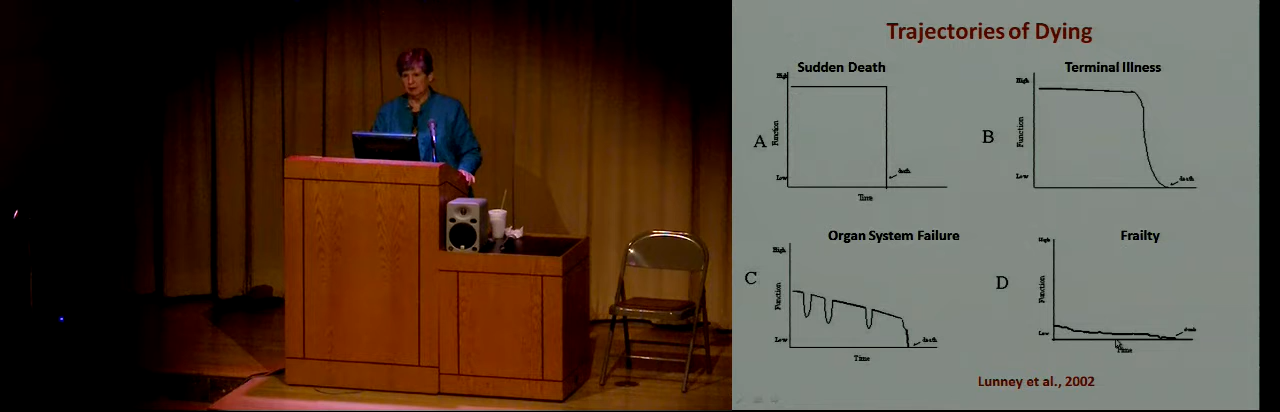 Trajectories of Dying
Sudden Death
High
Function
A
Low
death
Time
Terminal Illness
High
Function
B
Low
death
Organ System Failure
High
C
Function
Low
death
Time
Frailty
High
D
Function
Low
death
Time
Lunney et al., 2002